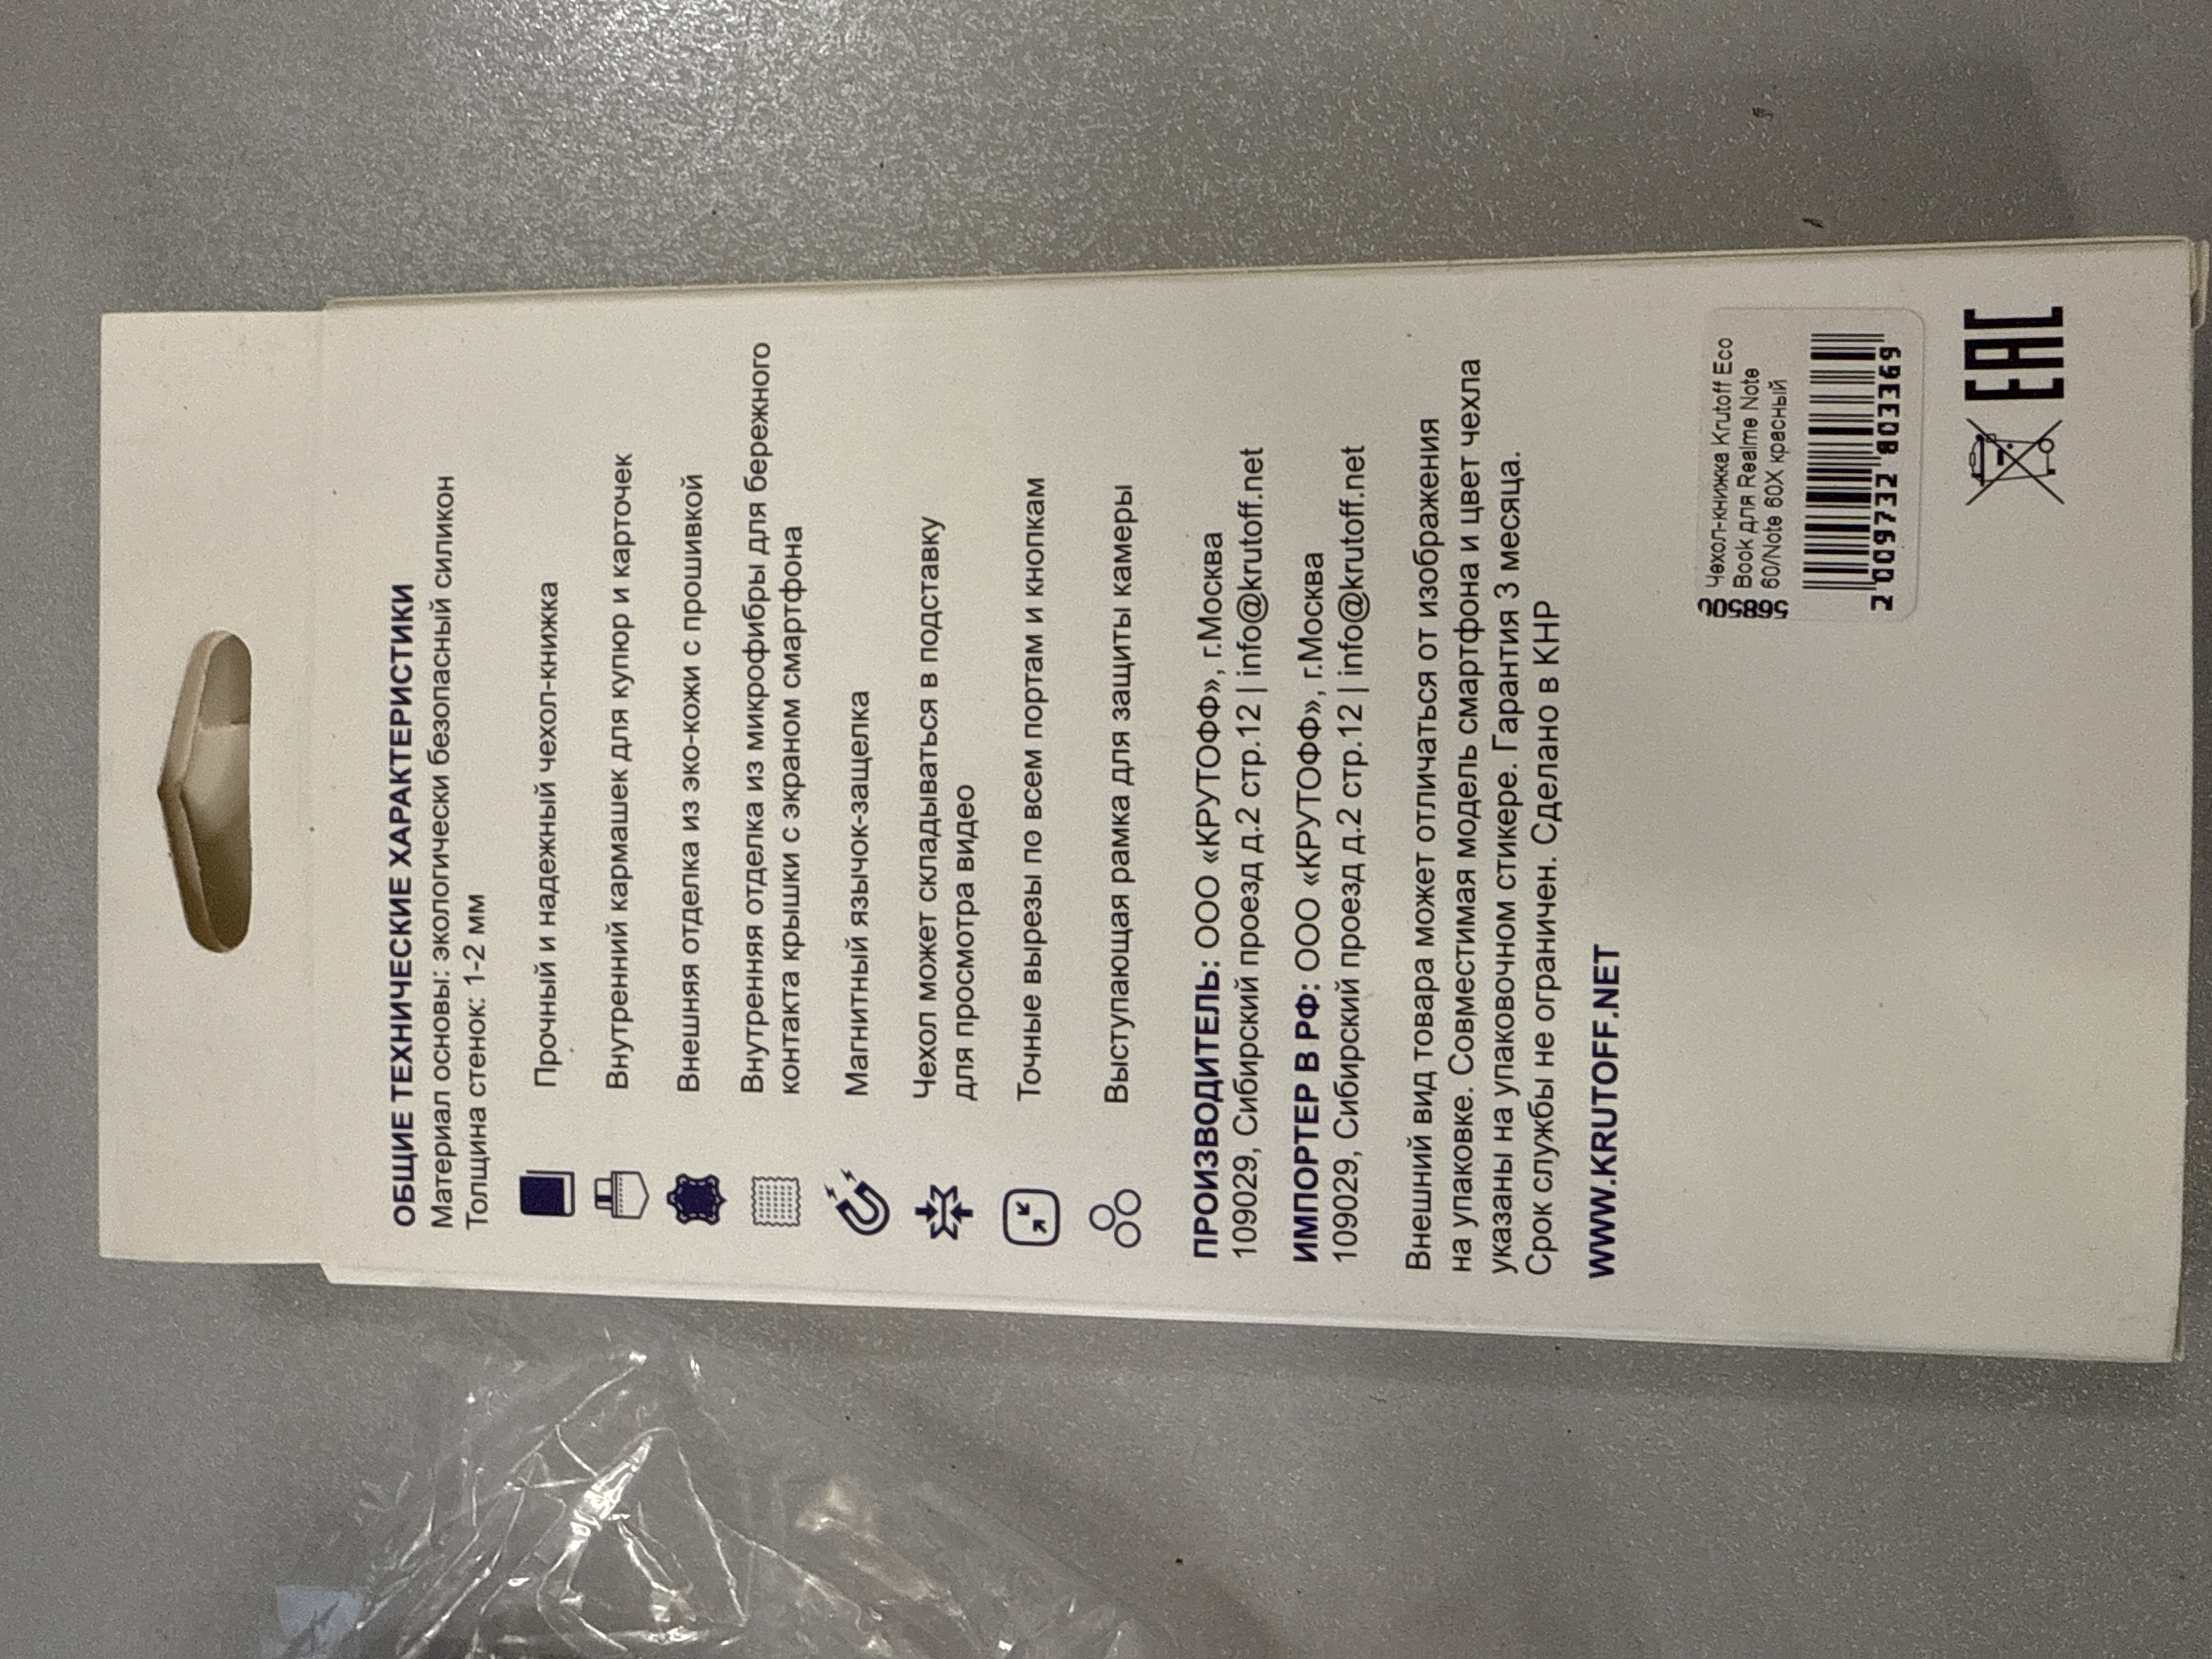 ОБЩИЕ ТЕХНИЧЕСКИЕ ХАРАКТЕРИСТИКИ
Материал основы: экологически безопасный силикон
Толщина стенок: 1-2 мм
Прочный и надежный чехол-книжка
Внутренний кармашек для купюр и карточек
Внешняя отделка из эко-кожи с прошивкой
Внутренняя отделка из микрофибры для бережного
контакта крышки с экраном смартфона
Магнитный язычок-защелка
Чехол может складываться в подставку
для просмотра видео
Точные вырезы по всем портам и кнопкам
Выступающая рамка для защиты камеры
ПРОИЗВОДИТЕЛЬ: ООО «КРУТОФФ», г.Москва
109029, Сибирский проезд д.2 стр.12 | info@krutoff.net
ИМПОРТЕР В РФ: ООО «КРУТОФФ», г.Москва
109029, Сибирский проезд д.2 стр.12 | info@krutoff.net
Внешний вид товара может отличаться от изображения
на упаковке. Совместимая модель смартфона и цвет чехла
указаны на упаковочном стикере. Гарантия 3 месяца.
Срок службы не ограничен. Сделано в КНР
WWW.KRUTOFF.NET
Чехол-книжка Krutoff Eco
Book для Realme Note
60/Note 60X красный
2 009732 803369
EAC